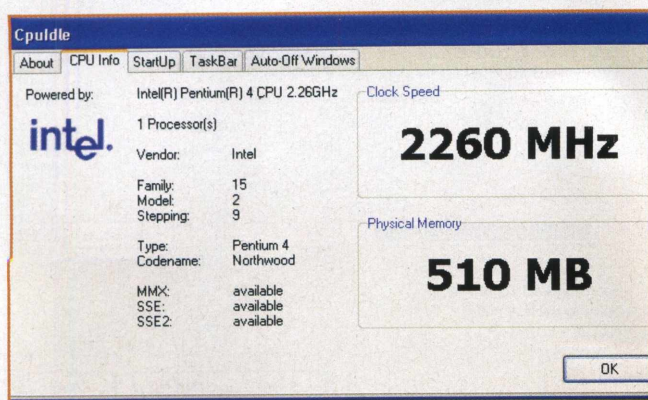 CpuIdle
About CPU Info StartUp TaskBar Auto-Off Windows
Powered by:
intel.
Intel(R) Pentium(R) 4 CPU 2.26GHz
1 Processor(s)
Vendor: Intel
Family: 15
Model: 2
Stepping: 9
Type: Pentium 4
Codename: Northwood
MMX: available
SSE: available
SSE2: available
Clock Speed
2260 MHz
Physical Memory
510 MB
OK